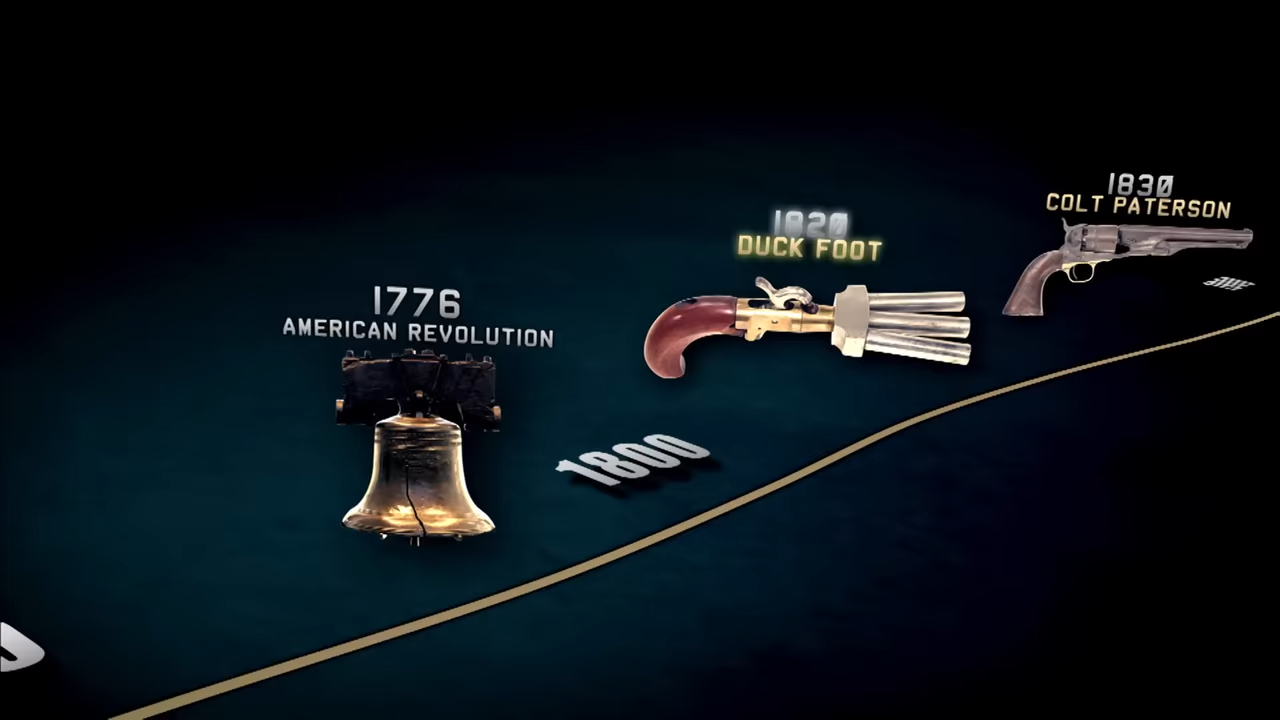 1776
AMERICAN REVOLUTION
1800
1820
DUCK FOOT
1830
COLT PATERSON